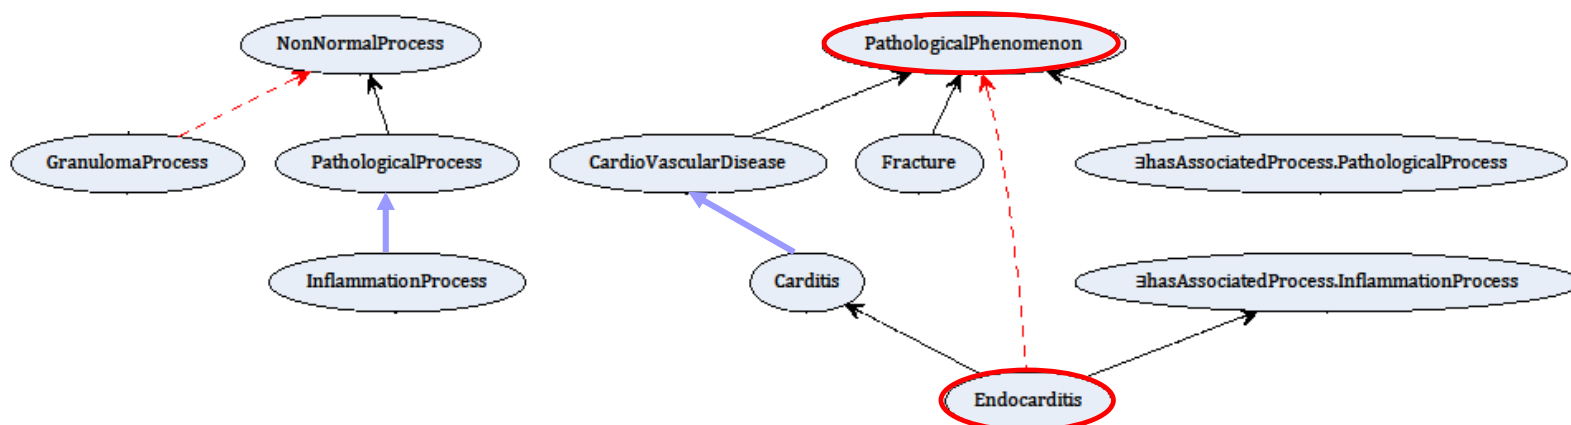 NonNormalProcess
PathologicalPhenomenon
GranulomaProcess
PathologicalProcess
CardioVascularDisease
Fracture
∃hasAssociatedProcess.PathologicalProcess
InflammationProcess
Carditis
∃hasAssociatedProcess.InflammationProcess
Endocarditis